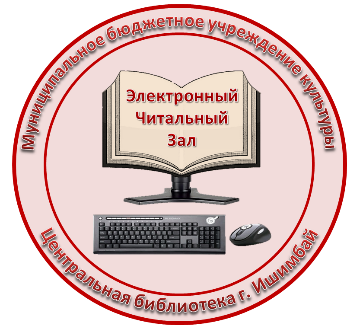 Муниципальное бюджетное учреждение культуры
Электронный
Читальный
Зал
Центральная библиотека г. Ишимбай